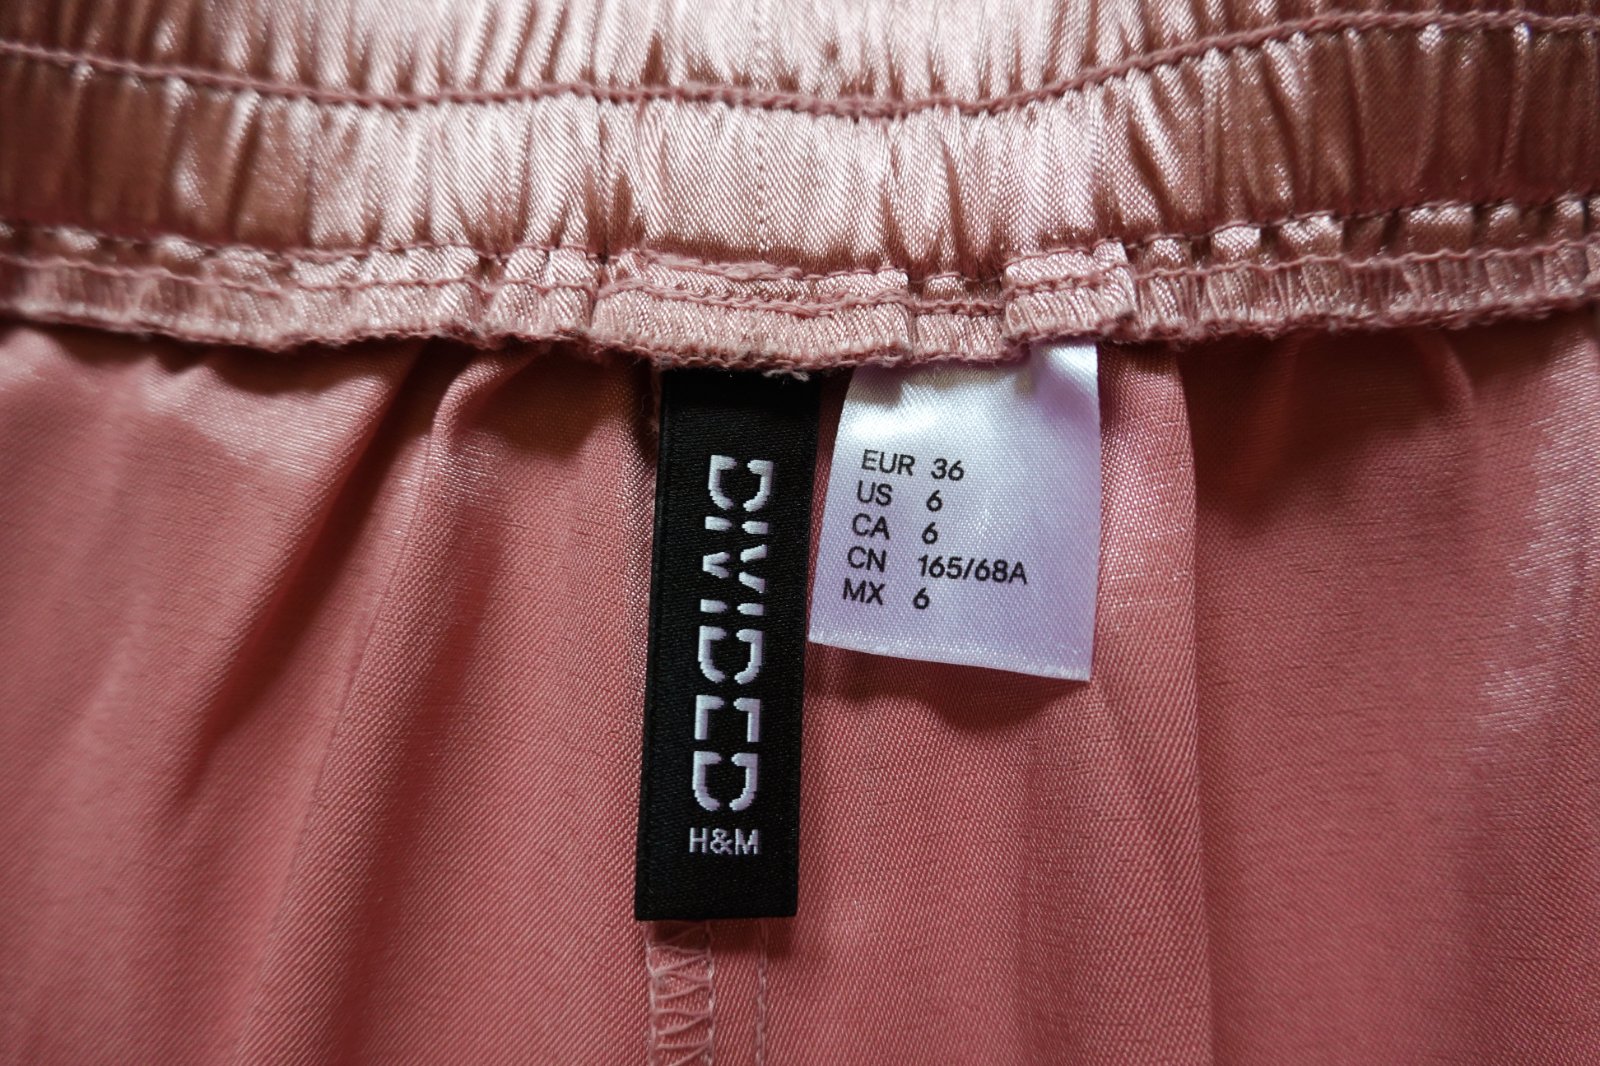 DIVIDED
H&M
EUR 36
US 6
CA 6
CN 165/68A
MX 6